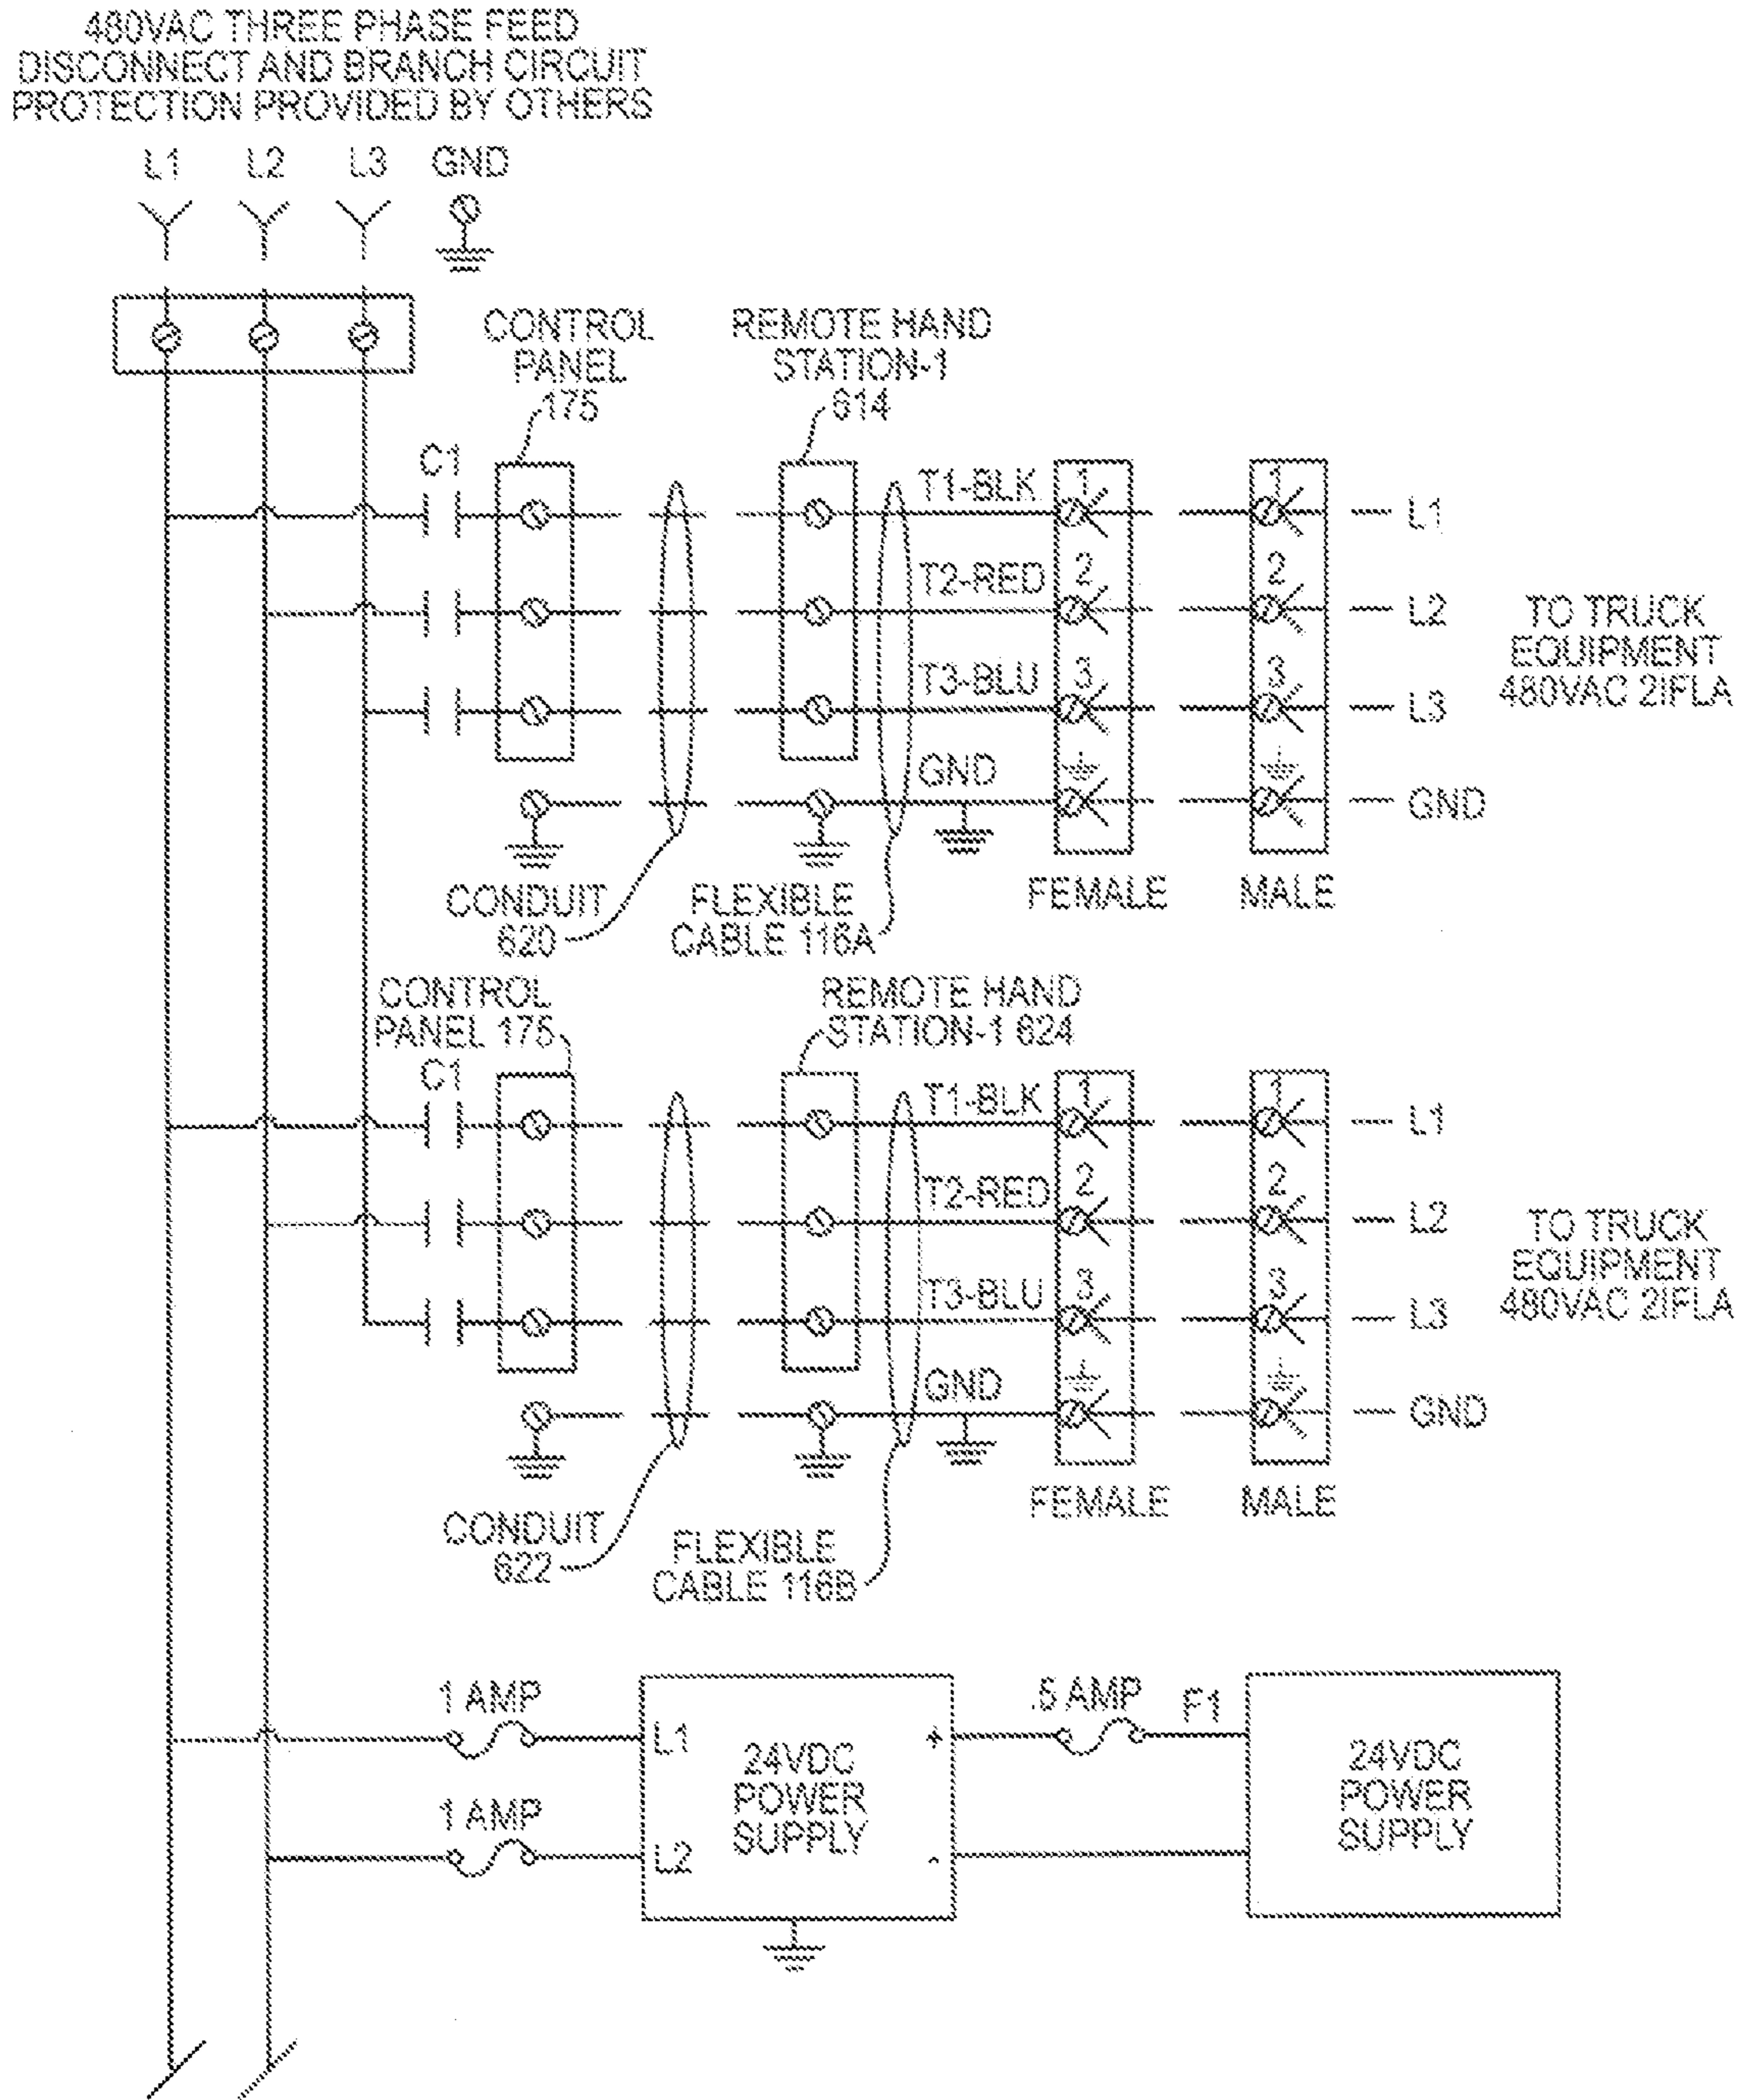 480VAC THREE PHASE FEED
DISCONNECT AND BRANCH CIRCUIT
PROTECTION PROVIDED BY OTHERS
L1 L2 L3 GND
CONTROL
PANEL
175
REMOTE HAND
STATION-1
614
C1
T1-BLK
1
1
L1
T2-RED
2
2
L2
T3-BLU
3
3
L3
GND
GND
TO TRUCK
EQUIPMENT
480VAC 2IFLA
CONDUIT
620
FLEXIBLE
CABLE 116A
FEMALE
MALE
CONTROL
PANEL 175
REMOTE HAND
STATION-1 624
C1
T1-BLK
1
1
L1
T2-RED
2
2
L2
T3-BLU
3
3
L3
GND
GND
TO TRUCK
EQUIPMENT
480VAC 2IFLA
CONDUIT
622
FLEXIBLE
CABLE 116B
FEMALE
MALE
1 AMP
L1
1 AMP
L2
24VDC
POWER
SUPPLY
+
-
.5 AMP
F1
24VDC
POWER
SUPPLY